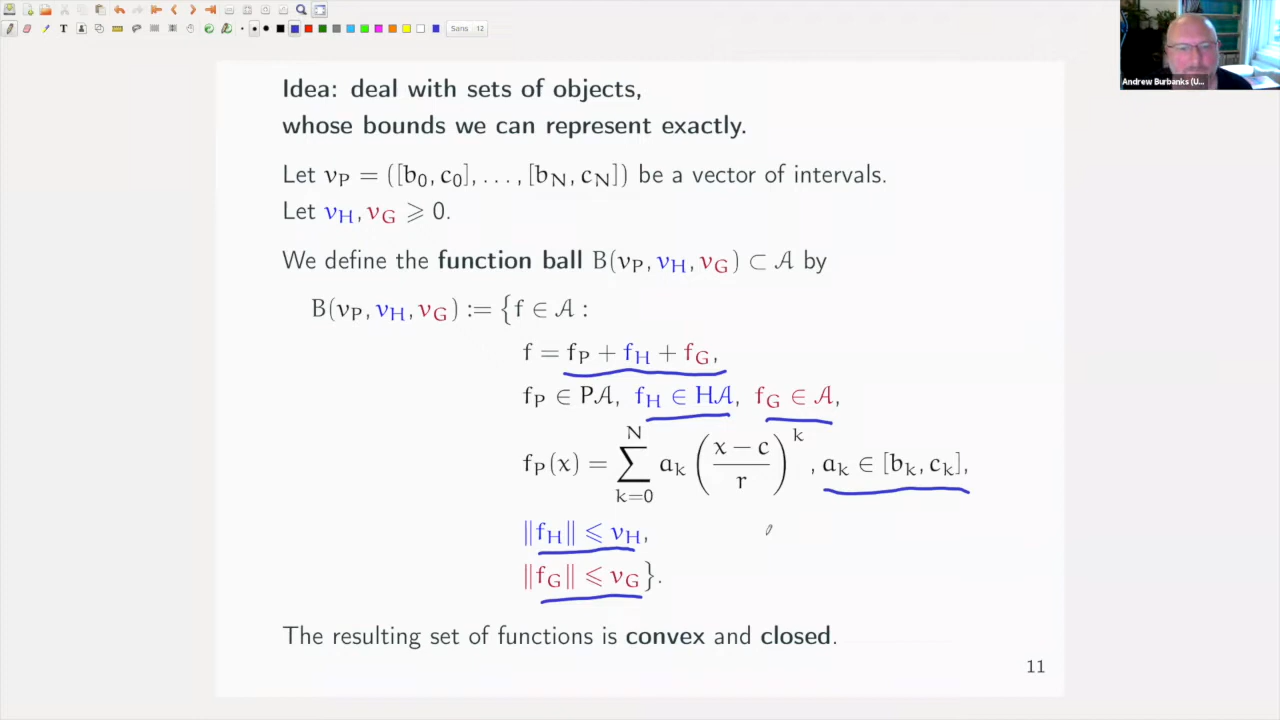 Sans 12
Andrew Burbanks (U...
Idea: deal with sets of objects,
whose bounds we can represent exactly.
Let v_P = ([b_0, c_0], . . . , [b_N, c_N]) be a vector of intervals.
Let v_H, v_G ⩾ 0.
We define the function ball B(v_P, v_H, v_G) ⊂ 𝒜 by
B(v_P, v_H, v_G) := {f ∈ 𝒜 :
f = f_P + f_H + f_G,
f_P ∈ P𝒜, f_H ∈ H𝒜, f_G ∈ 𝒜,
f_P(x) = ∑_{k=0}^{N} a_k ((x − c)/r)^k, a_k ∈ [b_k, c_k],
‖f_H‖ ⩽ v_H,
‖f_G‖ ⩽ v_G}.
The resulting set of functions is convex and closed.
11